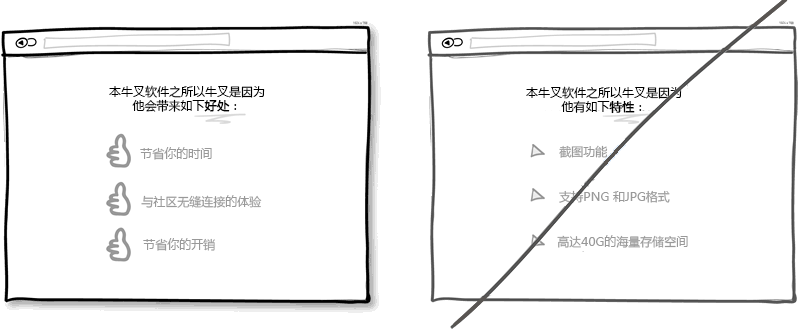 本牛叉软件之所以牛叉是因为
他会带来如下好处：
节省你的时间
与社区无缝连接的体验
节省你的开销
本牛叉软件之所以牛叉是因为
他有如下特性：
截图功能
支持PNG 和JPG格式
高达40G的海量存储空间